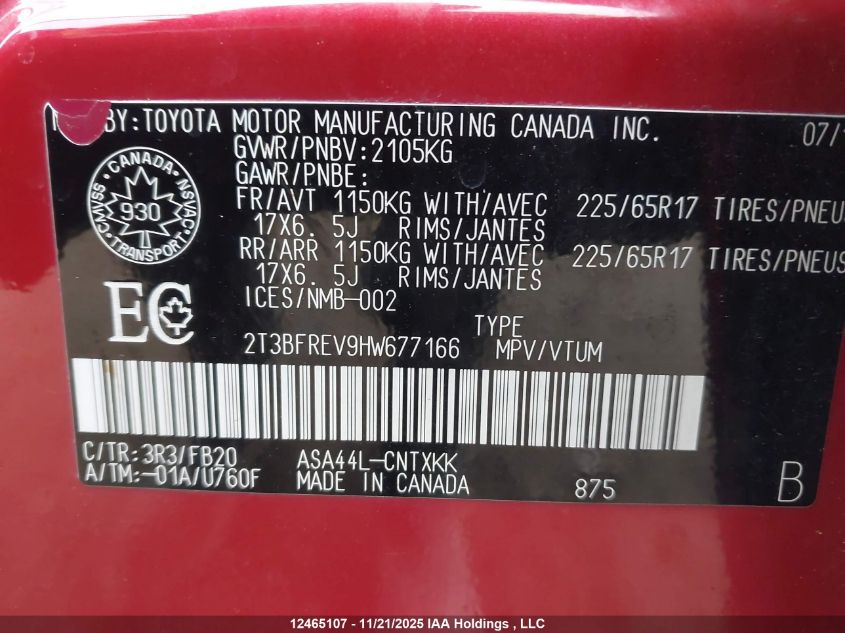 BY:TOYOTA MOTOR MANUFACTURING CANADA INC. 07/
GVWR/PNBV:2105KG
GAWR/PNBE:
FR/AVT 1150KG WITH/AVEC 225/65R17 TIRES/PNEUS
17X6. 5J RIMS/JANTES
RR/ARR 1150KG WITH/AVEC 225/65R17 TIRES/PNEUS
17X6. 5J RIMS/JANTES
ICES/NMB-002
CANADA
CMVSS
NSVAC
930
TRANSPORT
EC
TYPE
2T3BFREV9HW677166 MPV/VTUM
C/TR:3R3/FB20 ASA44L-CNTXKK
A/TM:-01A/U760F MADE IN CANADA 875 B
12465107 - 11/21/2025 IAA Holdings , LLC